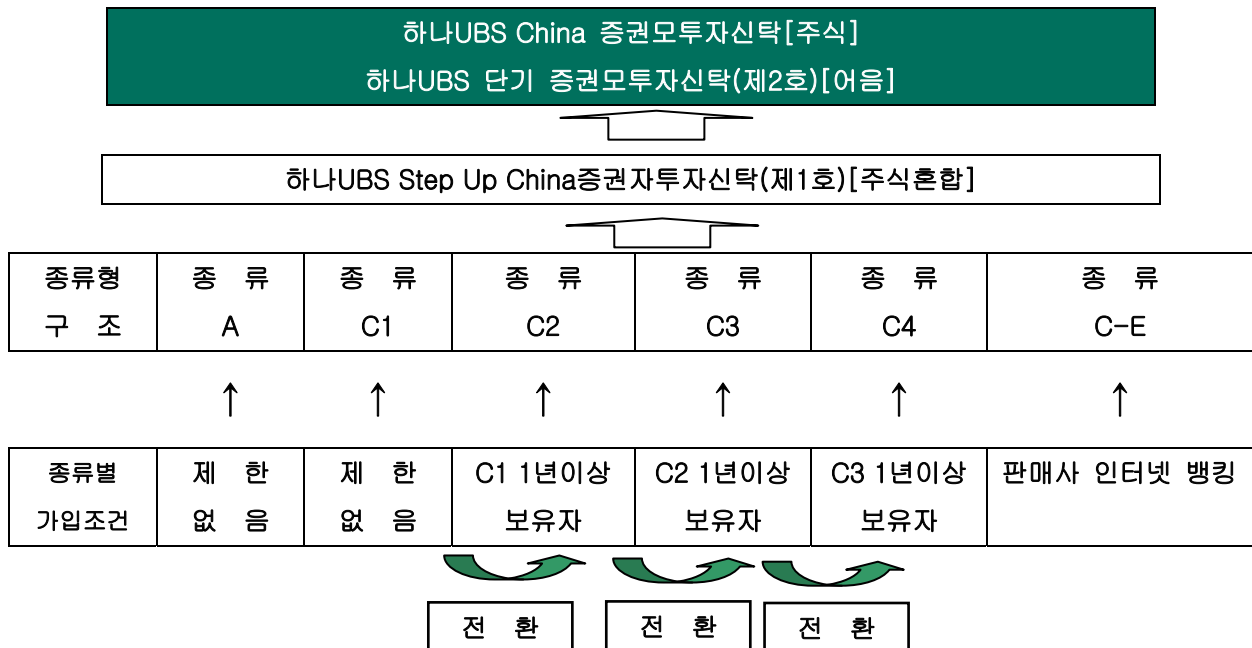 하나UBS China 증권모투자신탁[주식]
하나UBS 단기 증권모투자신탁(제2호)[어음]
하나UBS Step Up China증권자투자신탁(제1호)[주식혼합]
종류형 종 류 종 류 종 류 종 류 종 류 종 류
구 조 A C1 C2 C3 C4 C-E
↑ ↑ ↑ ↑ ↑ ↑
종류별 제 한 제 한 C1 1년이상 C2 1년이상 C3 1년이상 판매사 인터넷 뱅킹
가입조건 없 음 없 음 보유자 보유자 보유자
전 환 전 환 전 환